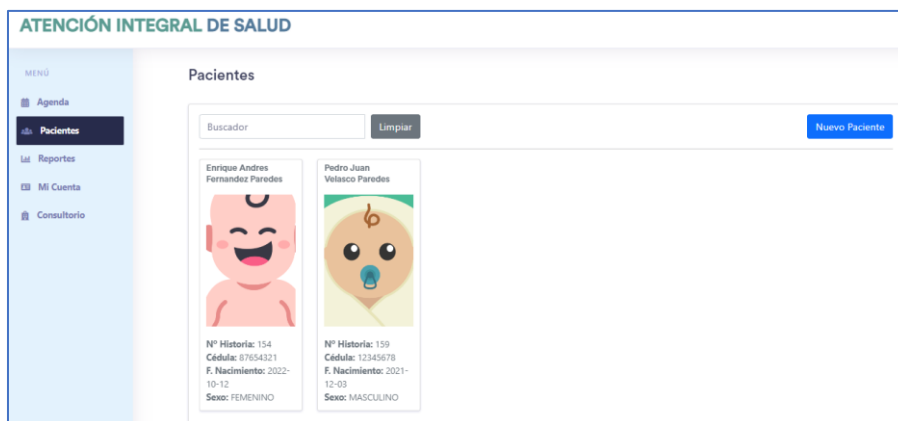 ATENCIÓN INTEGRAL DE SALUD
MENÚ
Agenda
Pacientes
Reportes
Mi Cuenta
Consultorio
Pacientes
Buscador
Limpiar
Nuevo Paciente
Enrique Andres
Fernandez Paredes
Nº Historia: 154
Cédula: 87654321
F. Nacimiento: 2022-
10-12
Sexo: FEMENINO
Pedro Juan
Velasco Paredes
Nº Historia: 159
Cédula: 12345678
F. Nacimiento: 2021-
12-03
Sexo: MASCULINO